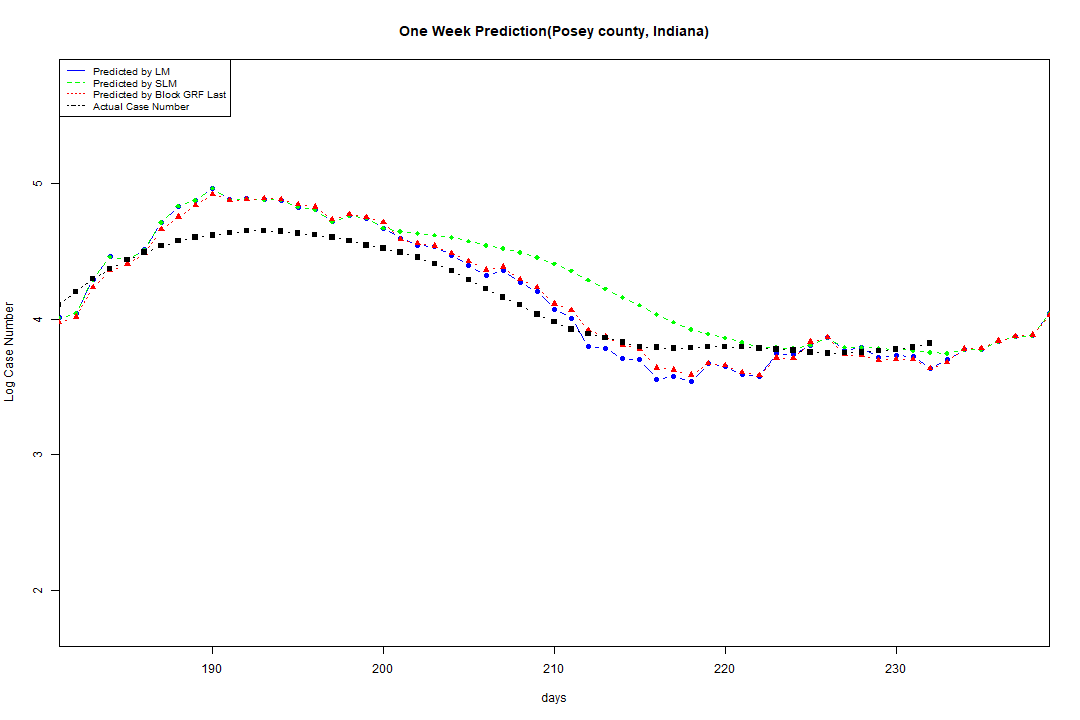 One Week Prediction(Posey county, Indiana)
Predicted by LM
Predicted by SLM
Predicted by Block GRF Last
Actual Case Number
5
4
3
2
Log Case Number
190 200 210 220 230
days